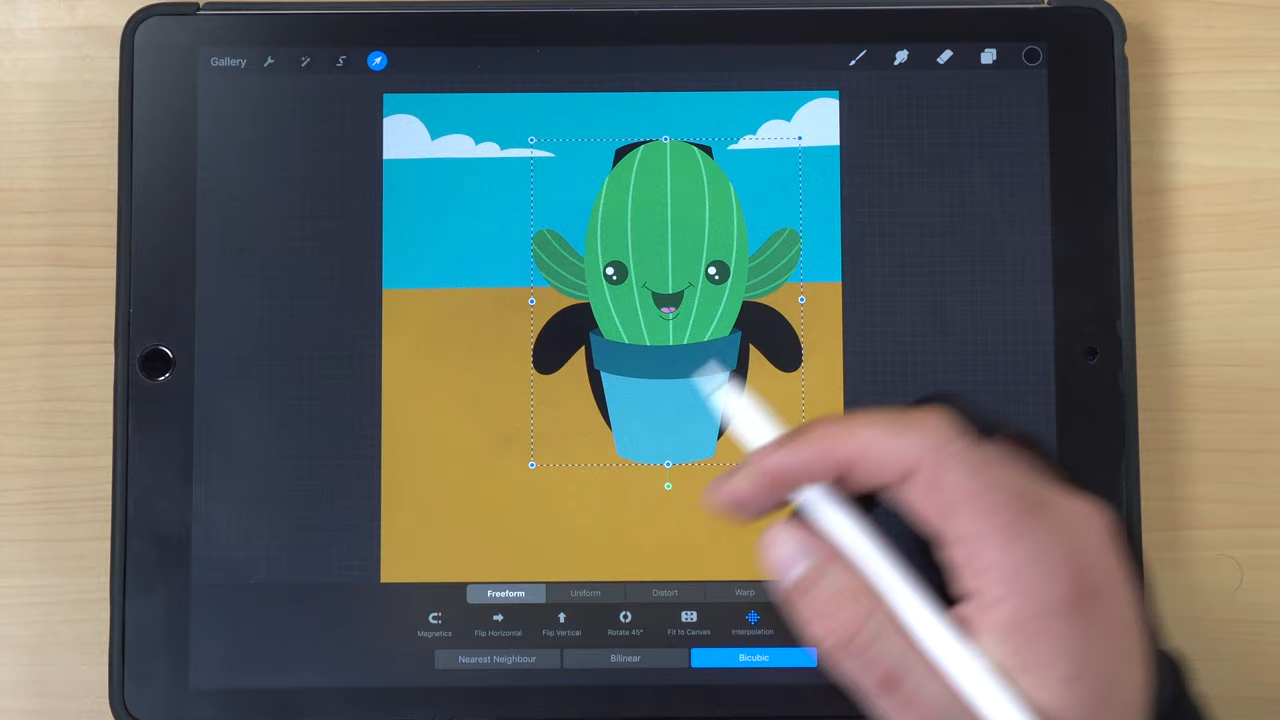 Gallery
Freeform Uniform Distort Warp
Magnetics Flip Horizontal Flip Vertical Rotate 45° Fit to Canvas Interpolation
Nearest Neighbour Bilinear Bicubic